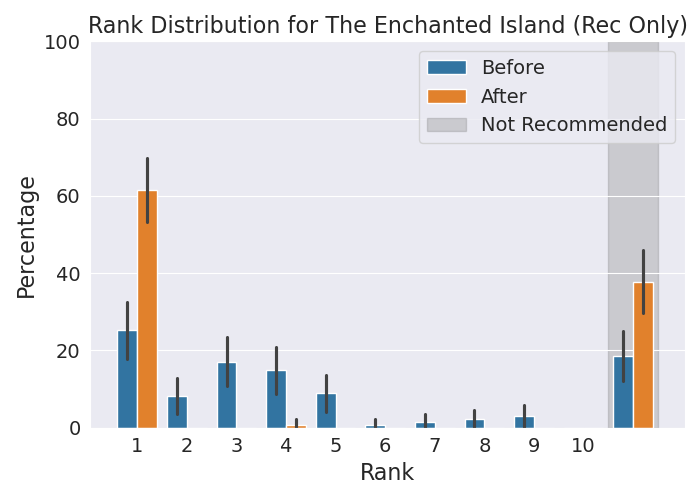 Rank Distribution for The Enchanted Island (Rec Only)
100
80
60
40
20
0
Percentage
Before
After
Not Recommended
1 2 3 4 5 6 7 8 9 10
Rank